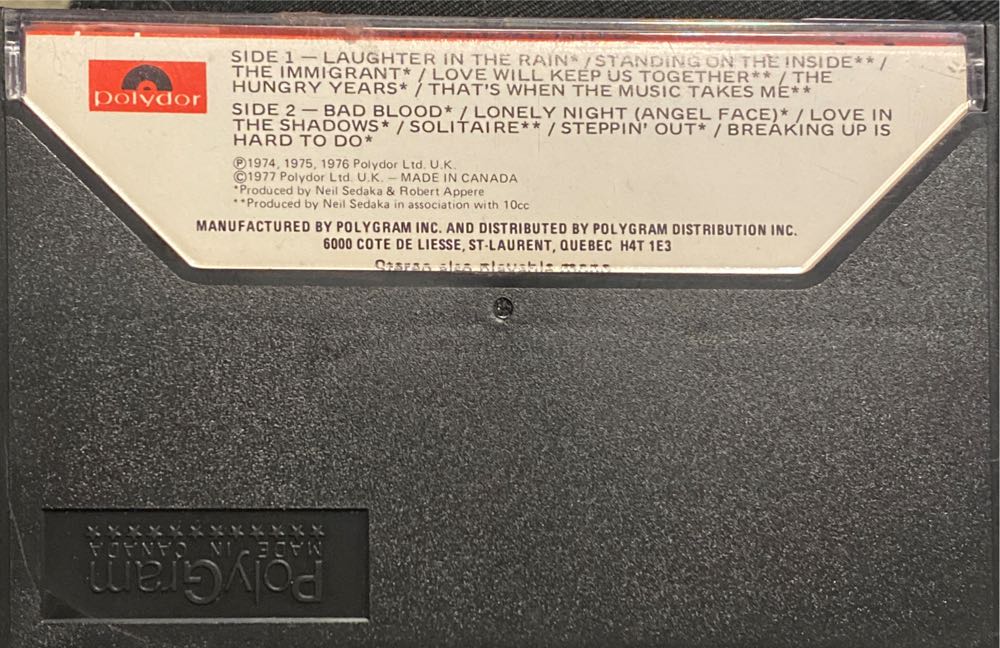 polydor
SIDE 1 — LAUGHTER IN THE RAIN* / STANDING ON THE INSIDE** /
THE IMMIGRANT* / LOVE WILL KEEP US TOGETHER** / THE
HUNGRY YEARS* / THAT'S WHEN THE MUSIC TAKES ME**
SIDE 2 — BAD BLOOD* / LONELY NIGHT (ANGEL FACE)* / LOVE IN
THE SHADOWS* / SOLITAIRE** / STEPPIN' OUT* / BREAKING UP IS
HARD TO DO*
Ⓟ1974, 1975, 1976 Polydor Ltd. U.K.
©1977 Polydor Ltd. U.K. — MADE IN CANADA
*Produced by Neil Sedaka & Robert Appere
**Produced by Neil Sedaka in association with 10cc
MANUFACTURED BY POLYGRAM INC. AND DISTRIBUTED BY POLYGRAM DISTRIBUTION INC.
6000 COTE DE LIESSE, ST-LAURENT, QUEBEC H4T 1E3
Stereo also playable mono
PolyGram
MADE IN CANADA